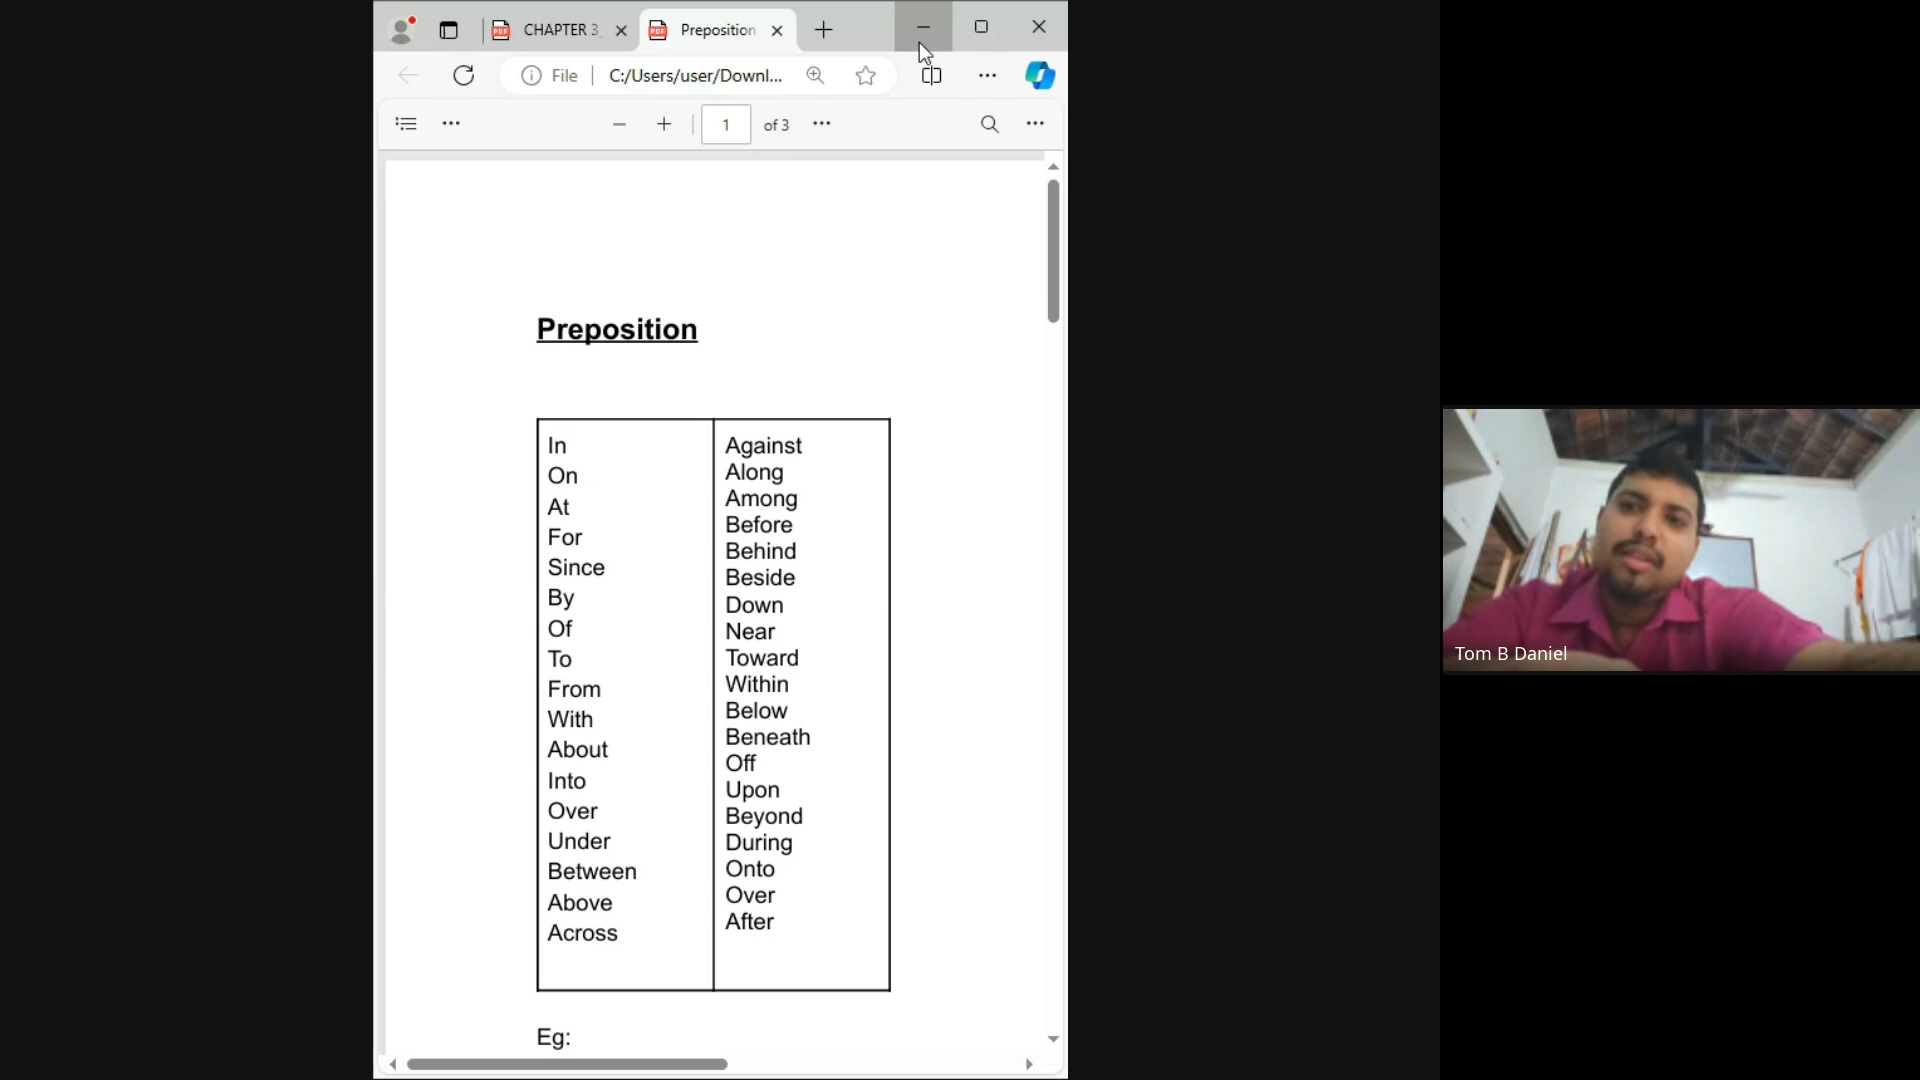 CHAPTER 3
Preposition
File
C:/Users/user/Downl...
1 of 3
Preposition
In
On
At
For
Since
By
Of
To
From
With
About
Into
Over
Under
Between
Above
Across
Against
Along
Among
Before
Behind
Beside
Down
Near
Toward
Within
Below
Beneath
Off
Upon
Beyond
During
Onto
Over
After
Eg:
Tom B Daniel